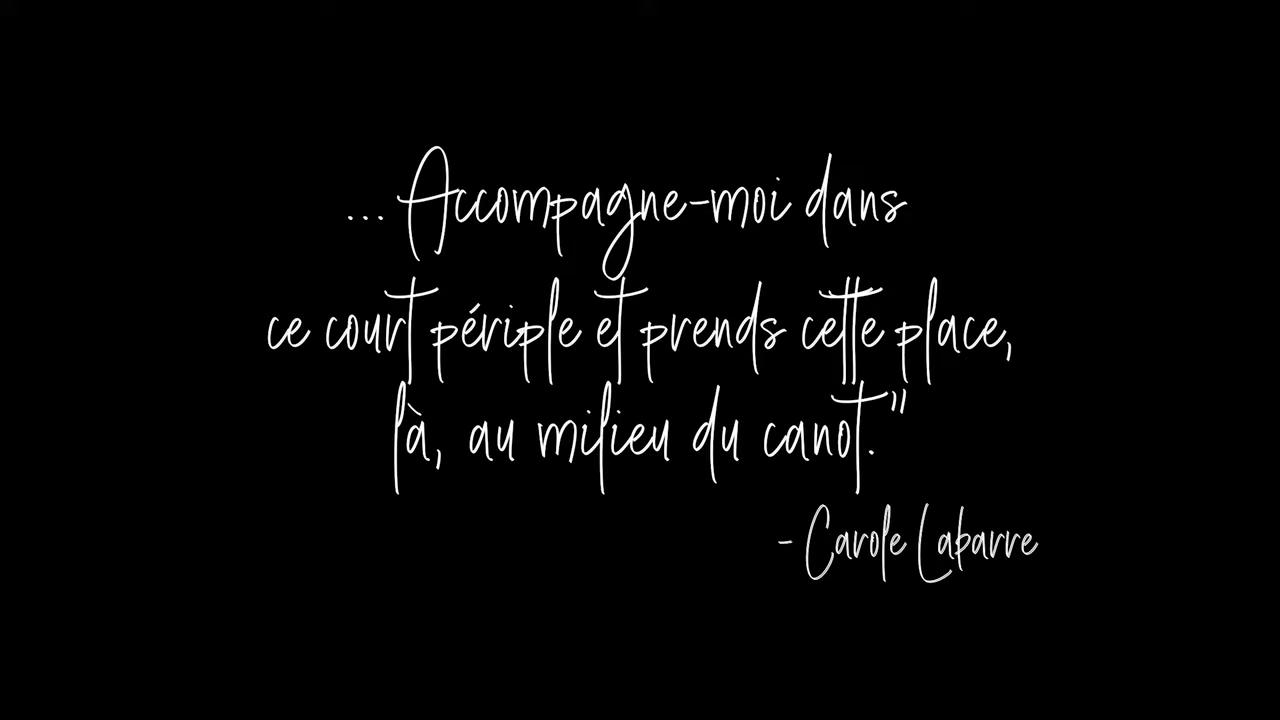 ... Accompagne-moi dans
ce court périple et prends cette place,
là, au milieu du canot."
- Carole Labarre